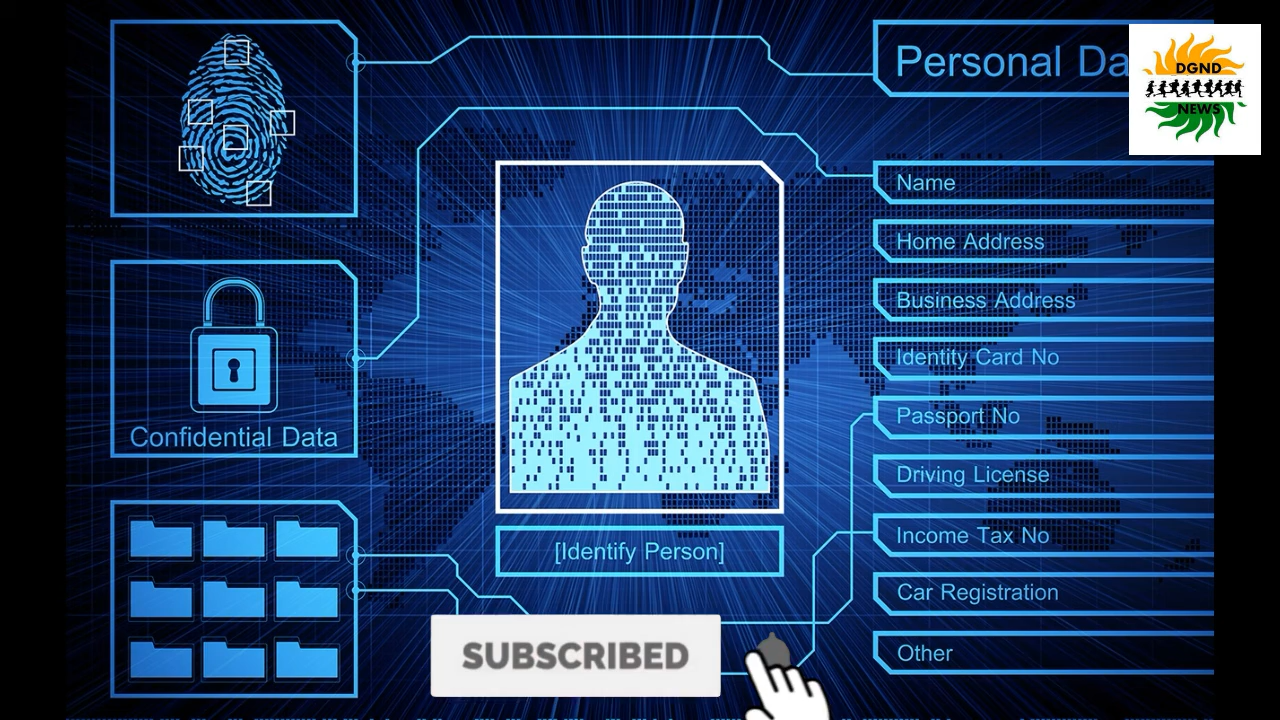 Personal Da
DGND
NEWS
Name
Home Address
Business Address
Identity Card No
Confidential Data
Passport No
Driving License
[Identify Person]
Income Tax No
Car Registration
SUBSCRIBED
Other